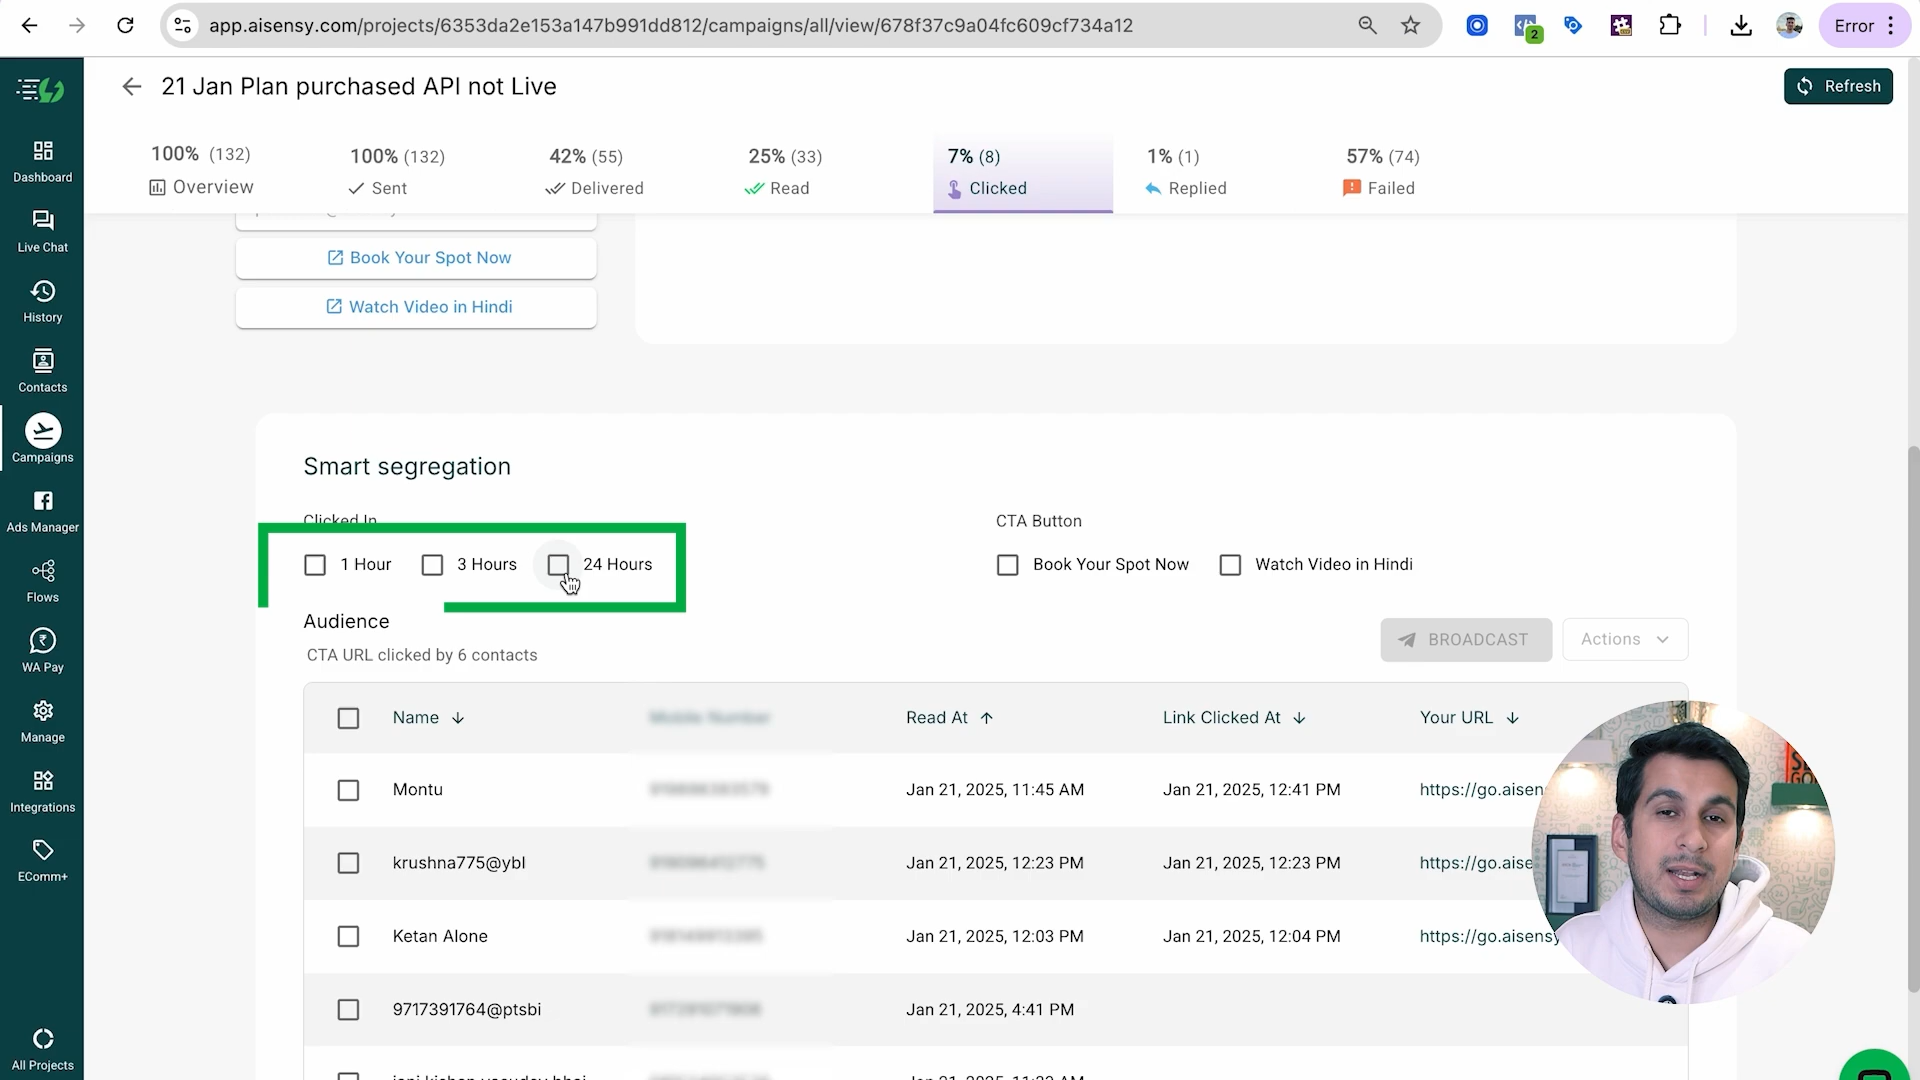 app.aisensy.com/projects/6353da2e153a147b991dd812/campaigns/all/view/678f37c9a04fc609cf734a12
2
Error
21 Jan Plan purchased API not Live
Refresh
100% (132)
Overview
100% (132)
Sent
42% (55)
Delivered
25% (33)
Read
7% (8)
Clicked
1% (1)
Replied
57% (74)
Failed
Dashboard
Live Chat
History
Contacts
Campaigns
Ads Manager
Flows
WA Pay
Manage
Integrations
EComm+
All Projects
Book Your Spot Now
Watch Video in Hindi
Smart segregation
Clicked In
1 Hour 3 Hours 24 Hours
CTA Button
Book Your Spot Now Watch Video in Hindi
Audience
CTA URL clicked by 6 contacts
BROADCAST
Actions
Name Mobile Number Read At Link Clicked At Your URL
Montu Jan 21, 2025, 11:45 AM Jan 21, 2025, 12:41 PM https://go.aisen
krushna775@ybl Jan 21, 2025, 12:23 PM Jan 21, 2025, 12:23 PM https://go.aise
Ketan Alone Jan 21, 2025, 12:03 PM Jan 21, 2025, 12:04 PM https://go.aisensy
9717391764@ptsbi Jan 21, 2025, 4:41 PM